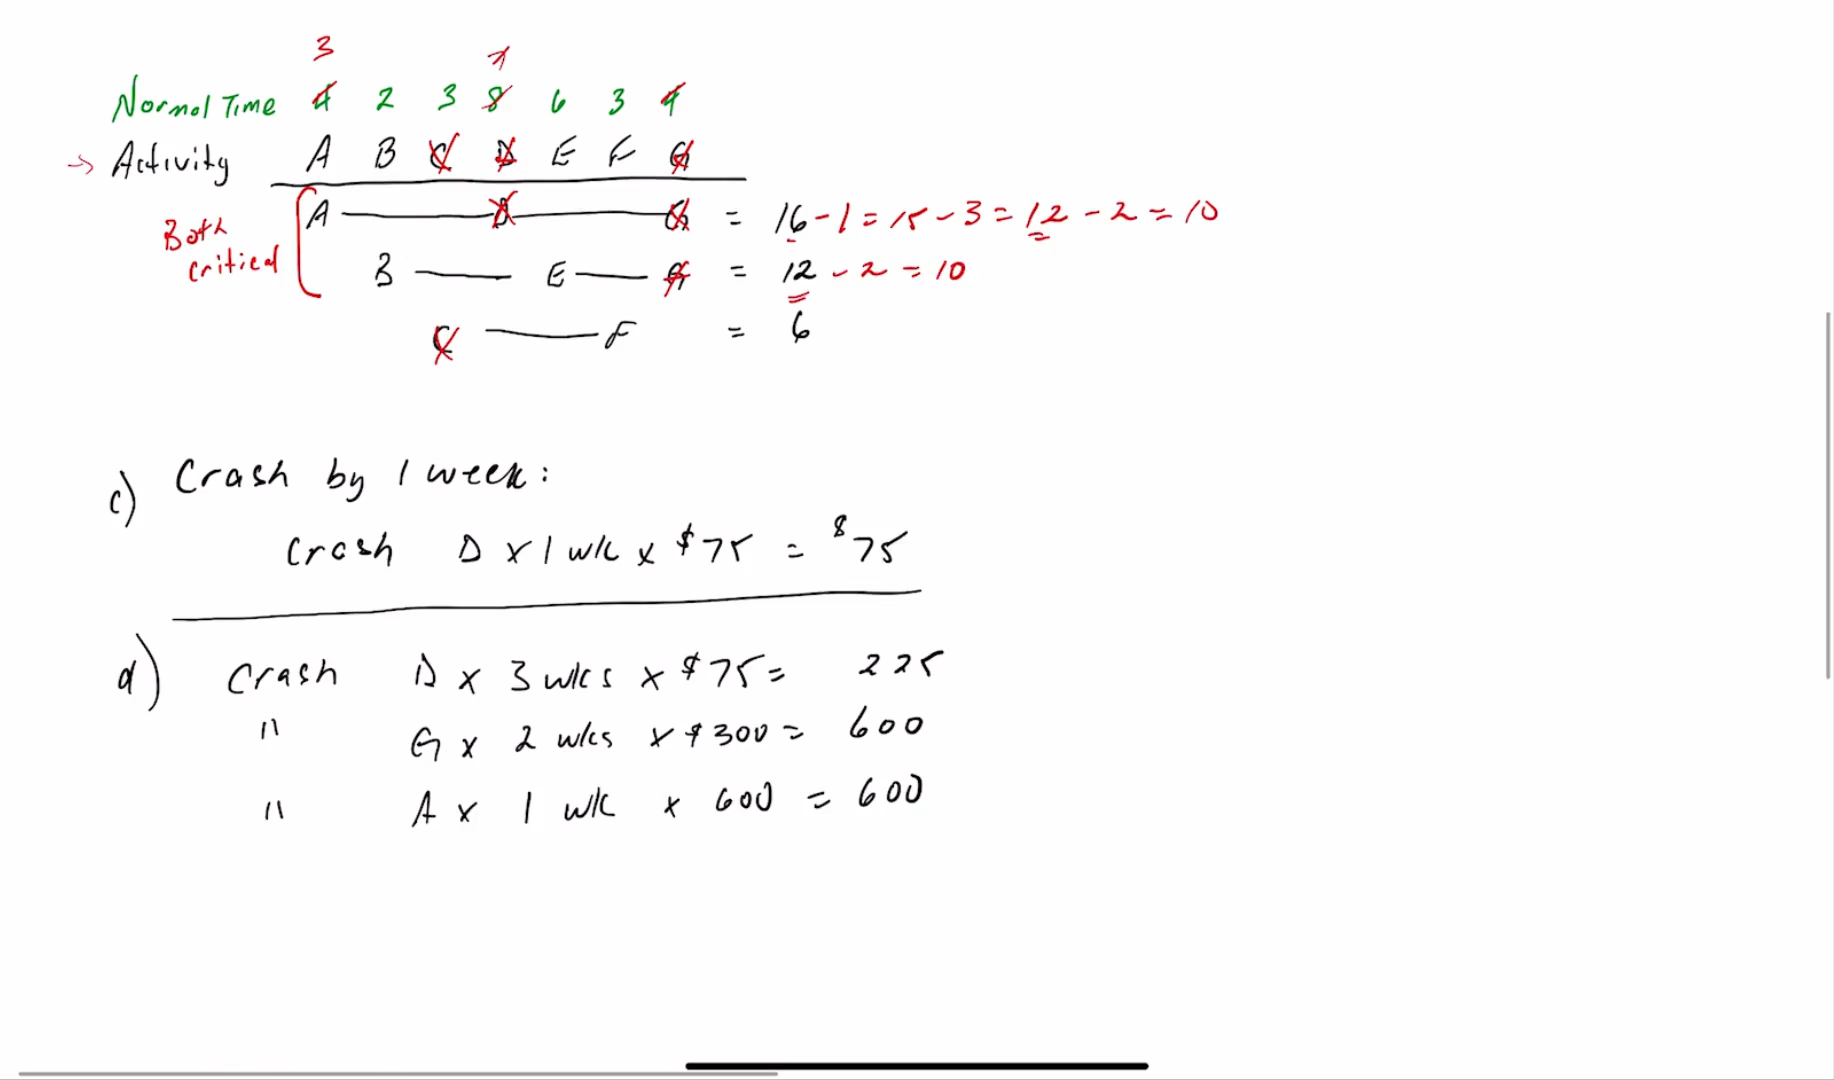 3 7
Normal Time 4 2 3 8 6 3 4
→ Activity A B C D E F G
Both critical
A D G = 16 - 1 = 15 - 3 = 12 - 2 = 10
B E G = 12 - 2 = 10
C F = 6
c) Crash by 1 week:
Crash D x 1 wk x $75 = $75
d) Crash D x 3 wks x $75 = 225
" G x 2 wks x $300 = 600
" A x 1 wk x 600 = 600